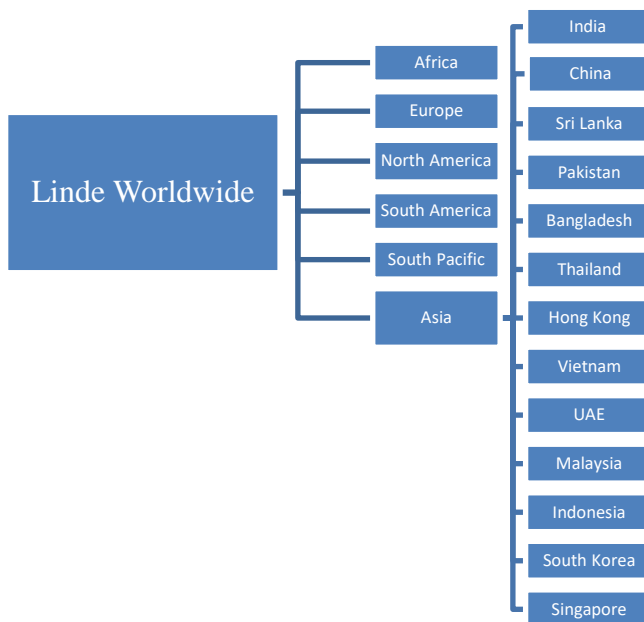 Linde Worldwide
Africa
Europe
North America
South America
South Pacific
Asia
India
China
Sri Lanka
Pakistan
Bangladesh
Thailand
Hong Kong
Vietnam
UAE
Malaysia
Indonesia
South Korea
Singapore